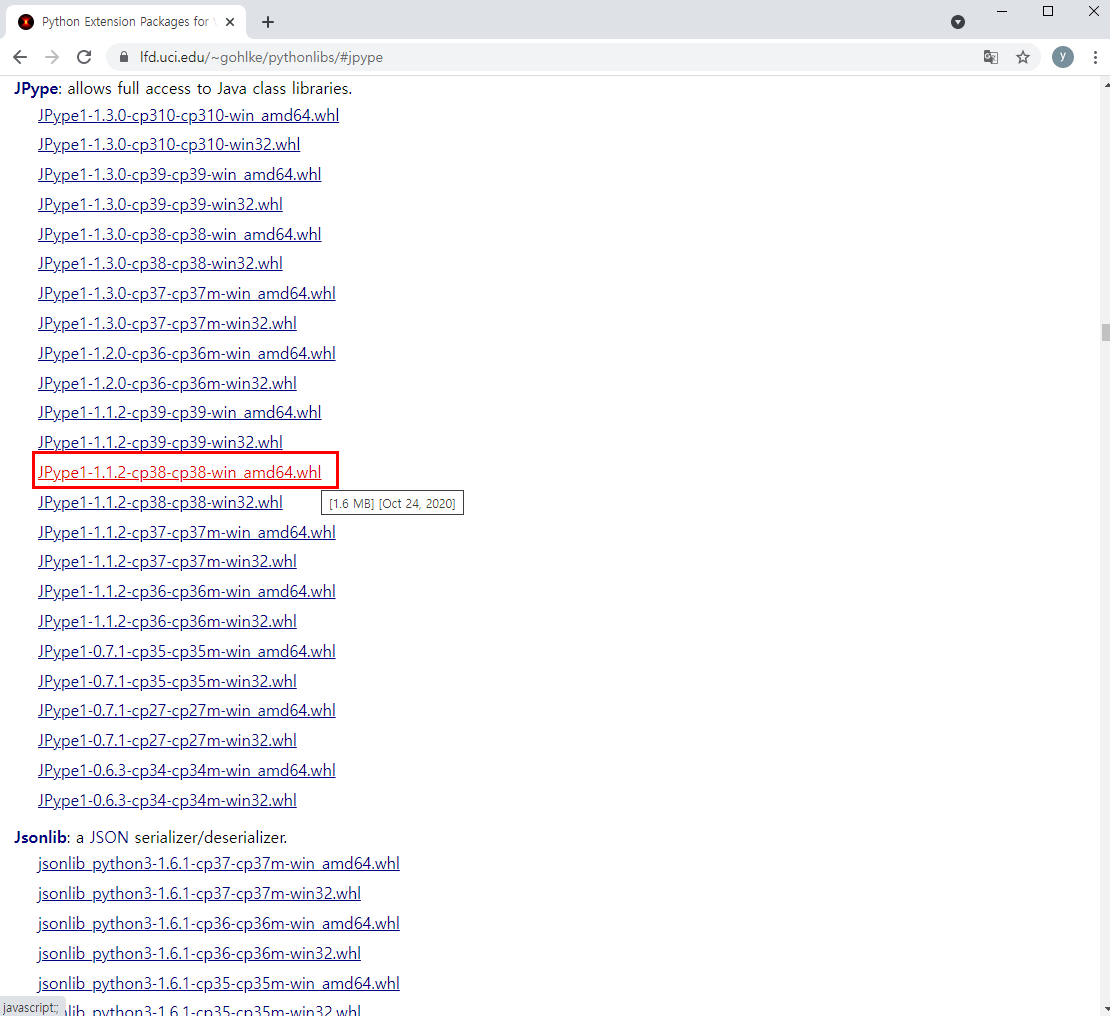 Python Extension Packages for
lfd.uci.edu/~gohlke/pythonlibs/#jpype
y
JPype: allows full access to Java class libraries.
JPype1-1.3.0-cp310-cp310-win_amd64.whl
JPype1-1.3.0-cp310-cp310-win32.whl
JPype1-1.3.0-cp39-cp39-win_amd64.whl
JPype1-1.3.0-cp39-cp39-win32.whl
JPype1-1.3.0-cp38-cp38-win_amd64.whl
JPype1-1.3.0-cp38-cp38-win32.whl
JPype1-1.3.0-cp37-cp37m-win_amd64.whl
JPype1-1.3.0-cp37-cp37m-win32.whl
JPype1-1.2.0-cp36-cp36m-win_amd64.whl
JPype1-1.2.0-cp36-cp36m-win32.whl
JPype1-1.1.2-cp39-cp39-win_amd64.whl
JPype1-1.1.2-cp39-cp39-win32.whl
JPype1-1.1.2-cp38-cp38-win_amd64.whl
JPype1-1.1.2-cp38-cp38-win32.whl
[1.6 MB] [Oct 24, 2020]
JPype1-1.1.2-cp37-cp37m-win_amd64.whl
JPype1-1.1.2-cp37-cp37m-win32.whl
JPype1-1.1.2-cp36-cp36m-win_amd64.whl
JPype1-1.1.2-cp36-cp36m-win32.whl
JPype1-0.7.1-cp35-cp35m-win_amd64.whl
JPype1-0.7.1-cp35-cp35m-win32.whl
JPype1-0.7.1-cp27-cp27m-win_amd64.whl
JPype1-0.7.1-cp27-cp27m-win32.whl
JPype1-0.6.3-cp34-cp34m-win_amd64.whl
JPype1-0.6.3-cp34-cp34m-win32.whl
Jsonlib: a JSON serializer/deserializer.
jsonlib_python3-1.6.1-cp37-cp37m-win_amd64.whl
jsonlib_python3-1.6.1-cp37-cp37m-win32.whl
jsonlib_python3-1.6.1-cp36-cp36m-win_amd64.whl
jsonlib_python3-1.6.1-cp36-cp36m-win32.whl
jsonlib_python3-1.6.1-cp35-cp35m-win_amd64.whl
lib_python3-1.6.1-cp35-cp35m-win32.whl
javascript:;